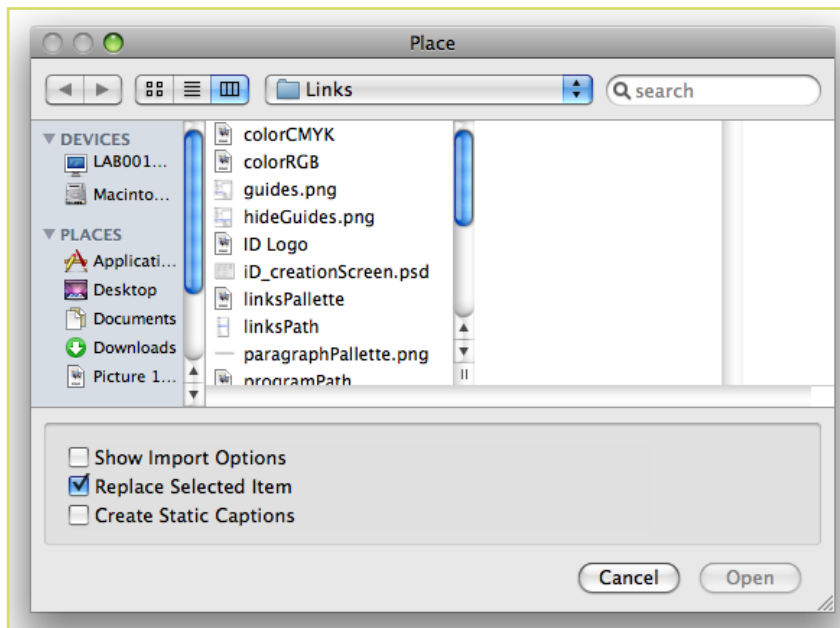 Place
Links
search
DEVICES
LAB001...
Macinto...
PLACES
Applicati...
Desktop
Documents
Downloads
Picture 1...
colorCMYK
colorRGB
guides.png
hideGuides.png
ID Logo
iD_creationScreen.psd
linksPallette
linksPath
paragraphPallette.png
programPath
Show Import Options
Replace Selected Item
Create Static Captions
Cancel
Open